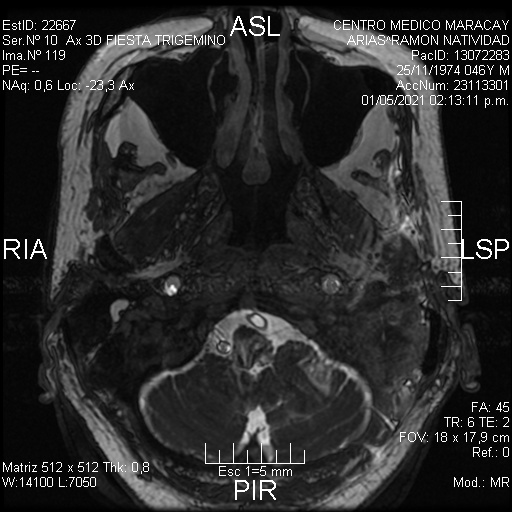 EstID: 22667
Ser.Nº 10 Ax 3D FIESTA TRIGEMINO
Ima.Nº 119
PE= --
NAq: 0,6 Loc: -23,3 Ax
ASL
CENTRO MEDICO MARACAY
ARIAS^RAMON NATIVIDAD
PacID: 13072283
25/11/1974 046Y M
AccNum: 23113301
01/05/2021 02:13:11 p.m.
RIA
LSP
Matriz 512 x 512 Thk: 0,8
W:14100 L:7050
Esc 1=5 mm
PIR
FA: 45
TR: 6 TE: 2
FOV: 18 x 17,9 cm
Ref.: 0
Mod.: MR